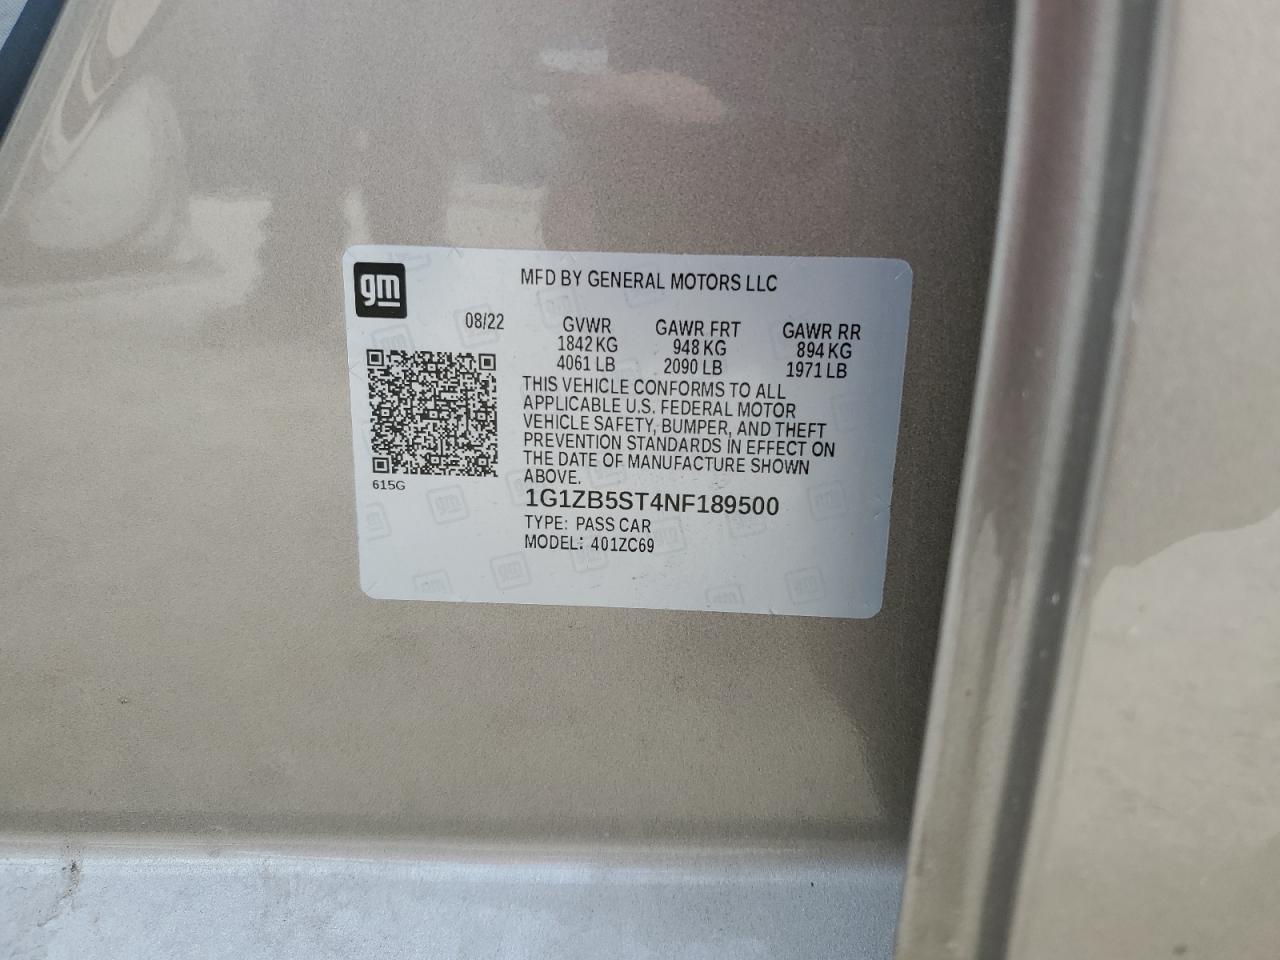 gm
MFD BY GENERAL MOTORS LLC
08/22 GVWR GAWR FRT GAWR RR
1842 KG 948 KG 894 KG
4061 LB 2090 LB 1971 LB
THIS VEHICLE CONFORMS TO ALL
APPLICABLE U.S. FEDERAL MOTOR
VEHICLE SAFETY, BUMPER, AND THEFT
PREVENTION STANDARDS IN EFFECT ON
THE DATE OF MANUFACTURE SHOWN
ABOVE.
615G
1G1ZB5ST4NF189500
TYPE: PASS CAR
MODEL: 401ZC69